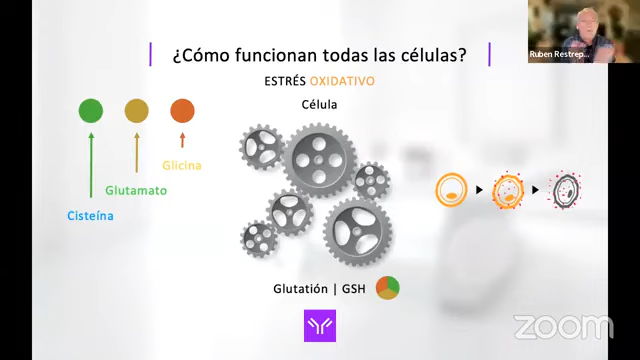 Ruben Restrep...
¿Cómo funcionan todas las células?
ESTRÉS OXIDATIVO
Célula
Glicina
Glutamato
Cisteína
Glutatión | GSH
zoom